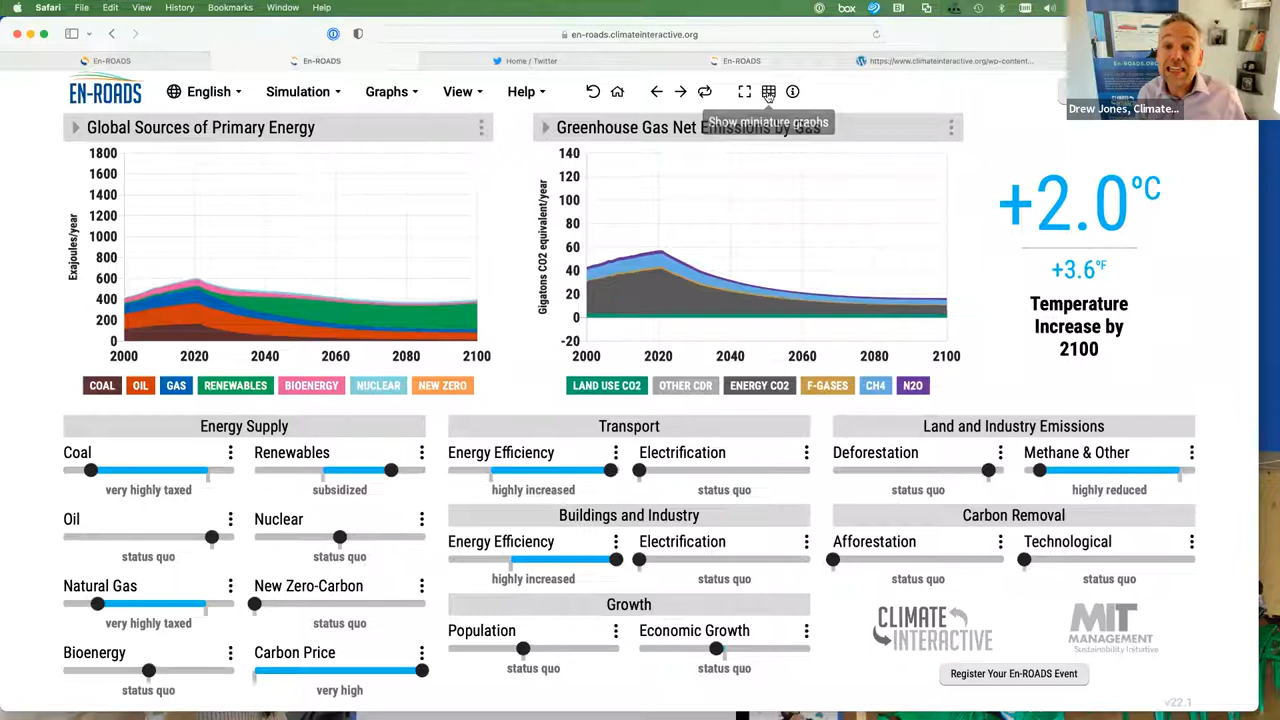 Safari File Edit View History Bookmarks Window Help
box
en-roads.climateinteractive.org
En-ROADS
En-ROADS
Home / Twitter
En-ROADS
https://www.climateinteractive.org/wp-content...
EN-ROADS
English
Simulation
Graphs
View
Help
Show miniature graphs
EN-ROADS.ORG
Drew Jones, Climate...
Global Sources of Primary Energy
1800
1600
1400
1200
1000
800
600
400
200
0
Exajoules/year
2000 2020 2040 2060 2080 2100
COAL OIL GAS RENEWABLES BIOENERGY NUCLEAR NEW ZERO
Greenhouse Gas Net Emissions by Gas
140
120
100
80
60
40
20
0
-20
Gigatons CO2 equivalent/year
2000 2020 2040 2060 2080 2100
LAND USE CO2 OTHER CDR ENERGY CO2 F-GASES CH4 N2O
+2.0ºC
+3.6°F
Temperature
Increase by
2100
Energy Supply
Coal
very highly taxed
Renewables
subsidized
Oil
status quo
Nuclear
status quo
Natural Gas
very highly taxed
New Zero-Carbon
status quo
Bioenergy
status quo
Carbon Price
very high
Transport
Energy Efficiency
highly increased
Electrification
status quo
Buildings and Industry
Energy Efficiency
highly increased
Electrification
status quo
Growth
Population
status quo
Economic Growth
status quo
Land and Industry Emissions
Deforestation
status quo
Methane & Other
highly reduced
Carbon Removal
Afforestation
status quo
Technological
status quo
CLIMATE
INTERACTIVE
MIT
MANAGEMENT
Sustainability Initiative
Register Your En-ROADS Event
v22.1